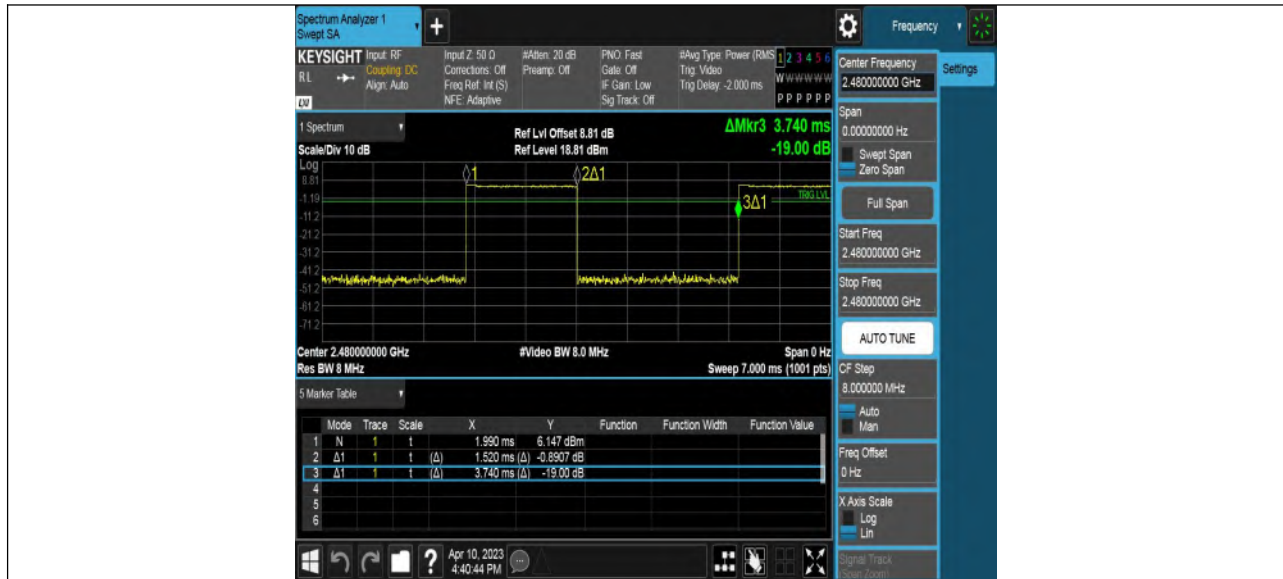 Spectrum Analyzer 1
Swept SA
+
Frequency
KEYSIGHT Input: RF Input Z: 50 Ω #Atten: 20 dB PNO: Fast #Avg Type: Power (RMS 1 2 3 4 5 6
RL Coupling: DC Corrections: Off Preamp: Off Gate: Off Trig: Video W W W W W W
Align: Auto Freq Ref: Int (S) IF Gain: Low Trig Delay: -2.000 ms
LXI NFE: Adaptive Sig Track: Off P P P P P P
1 Spectrum
Ref Lvl Offset 8.81 dB
ΔMkr3 3.740 ms
Scale/Div 10 dB Ref Level 18.81 dBm -19.00 dB
Log
8.81
1 2Δ1
-1.19 TRIG LVL
3Δ1
-11.2
-21.2
-31.2
-41.2
-51.2
-61.2
-71.2
Center 2.480000000 GHz #Video BW 8.0 MHz Span 0 Hz
Res BW 8 MHz Sweep 7.000 ms (1001 pts)
5 Marker Table
Mode Trace Scale X Y Function Function Width Function Value
1 N 1 t 1.990 ms 6.147 dBm
2 Δ1 1 t (Δ) 1.520 ms (Δ) -0.8907 dB
3 Δ1 1 t (Δ) 3.740 ms (Δ) -19.00 dB
4
5
6
Apr 10, 2023
4:40:44 PM
Center Frequency
2.480000000 GHz
Settings
Span
0.00000000 Hz
Swept Span
Zero Span
Full Span
Start Freq
2.480000000 GHz
Stop Freq
2.480000000 GHz
AUTO TUNE
CF Step
8.000000 MHz
Auto
Man
Freq Offset
0 Hz
X Axis Scale
Log
Lin
Signal Track
(Span Zoom)